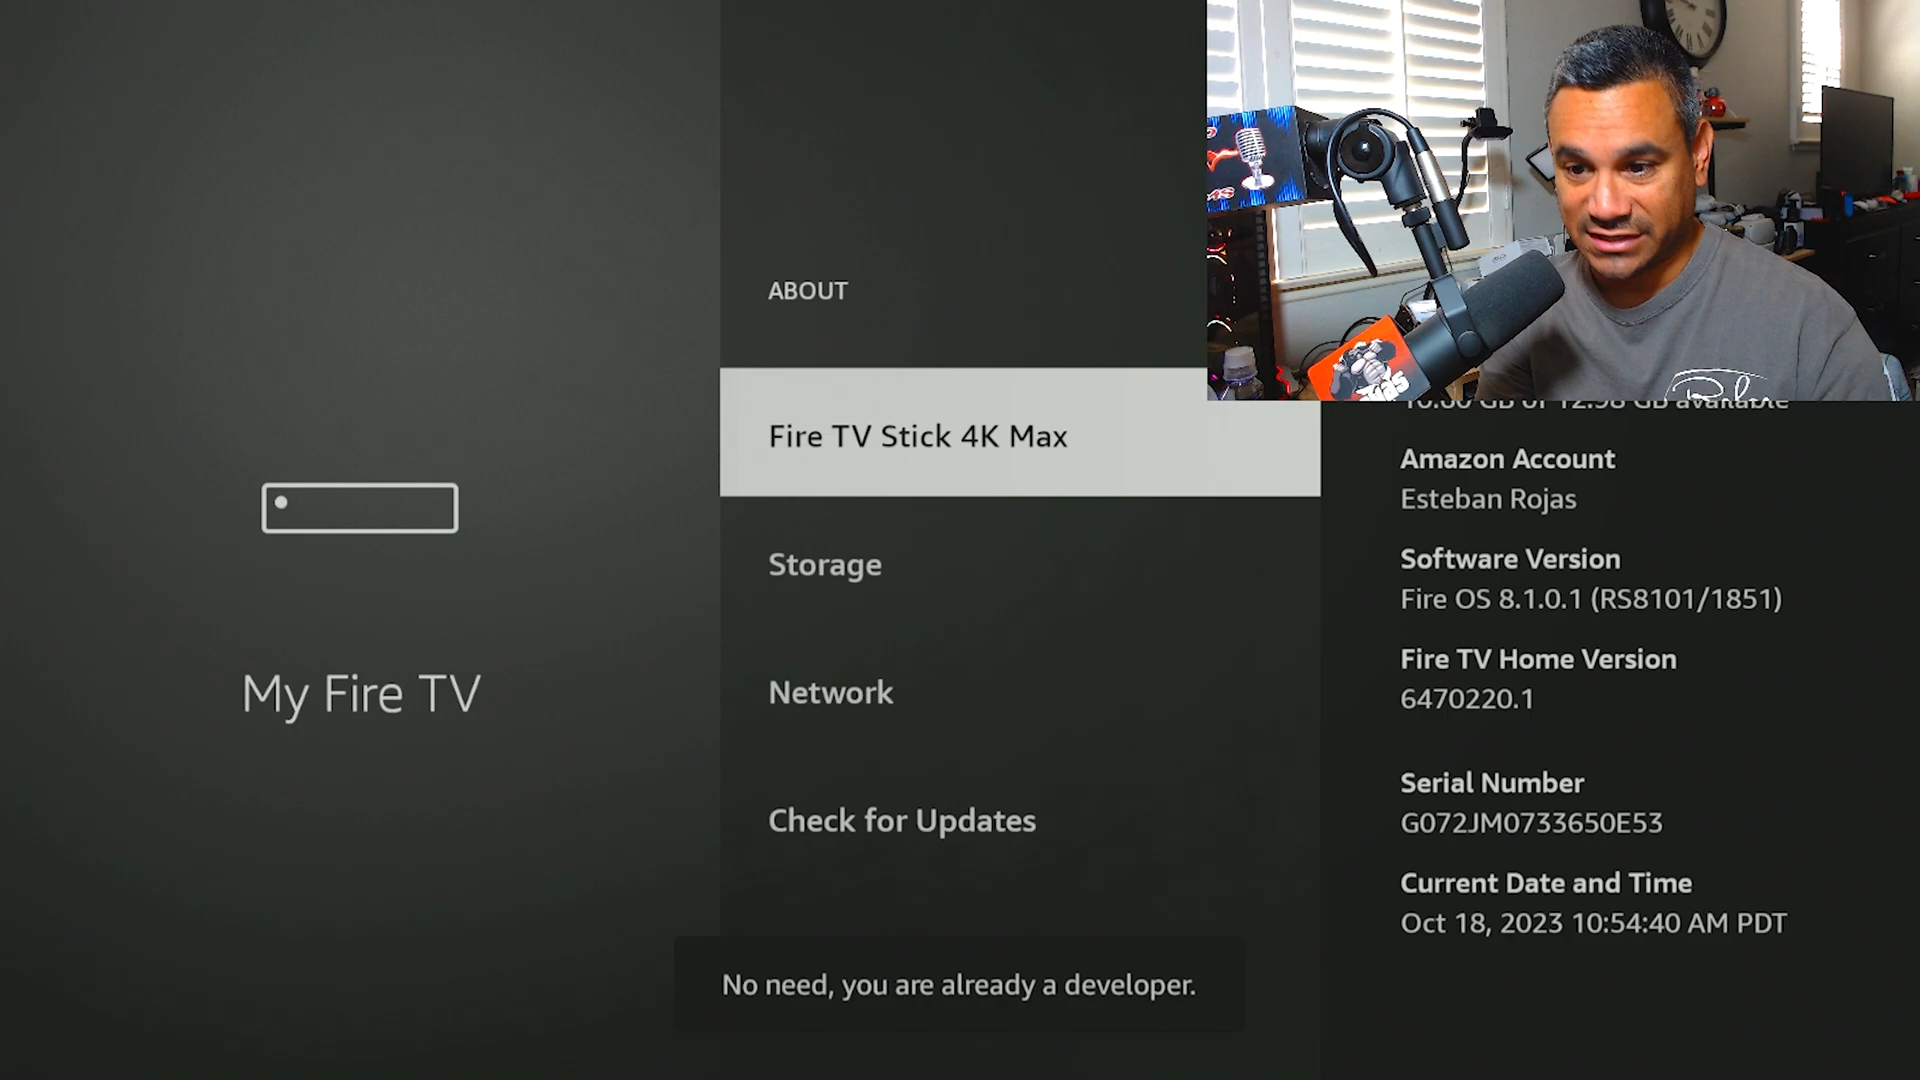 ABOUT
Fire TV Stick 4K Max
Storage
Network
Check for Updates
My Fire TV
GB available
Amazon Account
Esteban Rojas
Software Version
Fire OS 8.1.0.1 (RS8101/1851)
Fire TV Home Version
6470220.1
Serial Number
G072JM0733650E53
Current Date and Time
Oct 18, 2023 10:54:40 AM PDT
No need, you are already a developer.